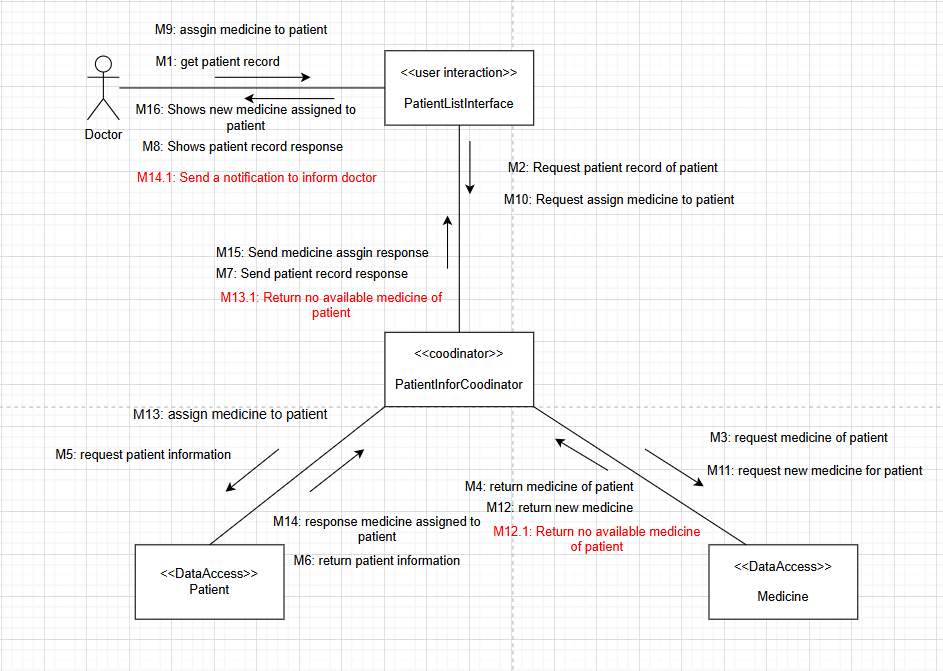 M9: assgin medicine to patient
M1: get patient record
<<user interaction>>
PatientListInterface
M16: Shows new medicine assigned to
patient
Doctor
M8: Shows patient record response
M14.1: Send a notification to inform doctor
M2: Request patient record of patient
M10: Request assign medicine to patient
M15: Send medicine assgin response
M7: Send patient record response
M13.1: Return no available medicine of
patient
<<coodinator>>
PatientInforCoodinator
M13: assign medicine to patient
M5: request patient information
M3: request medicine of patient
M11: request new medicine for patient
M4: return medicine of patient
M12: return new medicine
M12.1: Return no available medicine
of patient
M14: response medicine assigned to
patient
M6: return patient information
<<DataAccess>>
Patient
<<DataAccess>>
Medicine